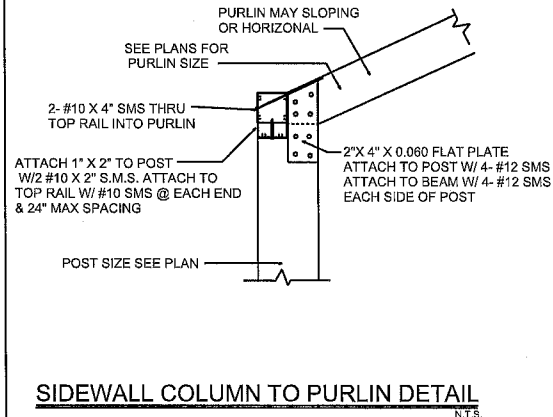 PURLIN MAY SLOPING
OR HORIZONAL
SEE PLANS FOR
PURLIN SIZE
2- #10 X 4" SMS THRU
TOP RAIL INTO PURLIN
ATTACH 1" X 2" TO POST
W/2 #10 X 2" S.M.S. ATTACH TO
TOP RAIL W/ #10 SMS @ EACH END
& 24" MAX SPACING
2"X 4" X 0.060 FLAT PLATE
ATTACH TO POST W/ 4- #12 SMS
ATTACH TO BEAM W/ 4- #12 SMS
EACH SIDE OF POST
POST SIZE SEE PLAN
SIDEWALL COLUMN TO PURLIN DETAIL
N.T.S.